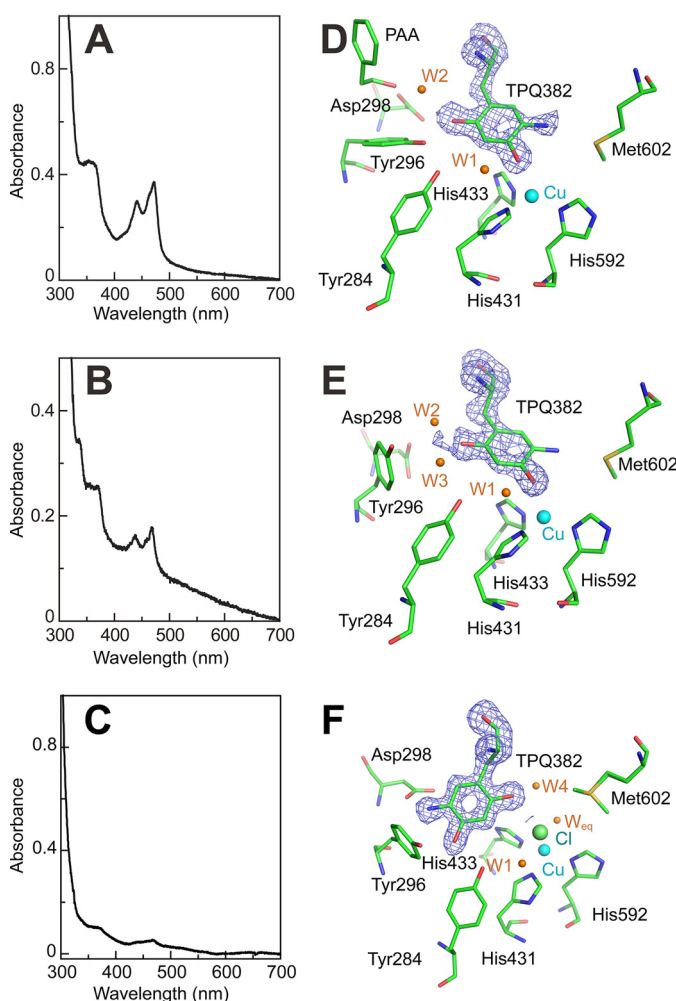 A
0.8
0.4
0
300 400 500 600 700
Absorbance
Wavelength (nm)
D
PAA
W2
TPQ382
Asp298
Met602
Tyr296
W1
His433
Cu
Tyr284
His592
His431
B
0.4
0.2
0
300 400 500 600 700
Absorbance
Wavelength (nm)
E
TPQ382
Asp298
W2
Met602
W3
Tyr296
W1
Cu
His433
His592
Tyr284
His431
C
0.8
0.4
0
300 400 500 600 700
Absorbance
Wavelength (nm)
F
Asp298
TPQ382
W4
Met602
Weq
Cl
His433
W1
Cu
Tyr296
His592
Tyr284
His431